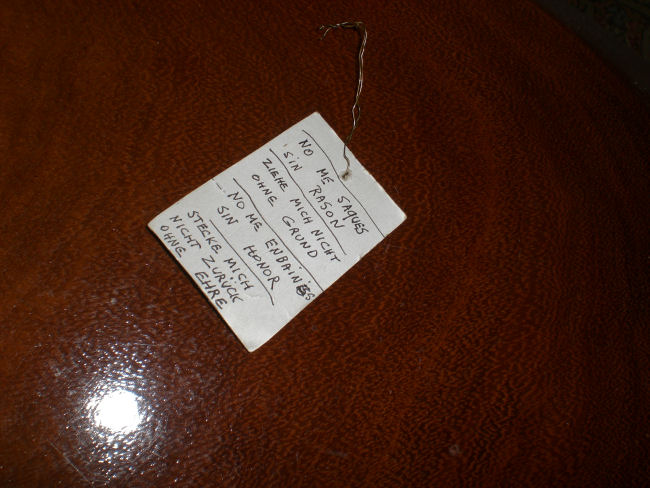 NO ME SAQUES
SIN RASON
ZIEHE MICH NICHT
OHNE GRUND
NO ME ENBAINESS
SIN HONOR
STECKE MICH
NICHT ZURÜCK
OHNE EHRE